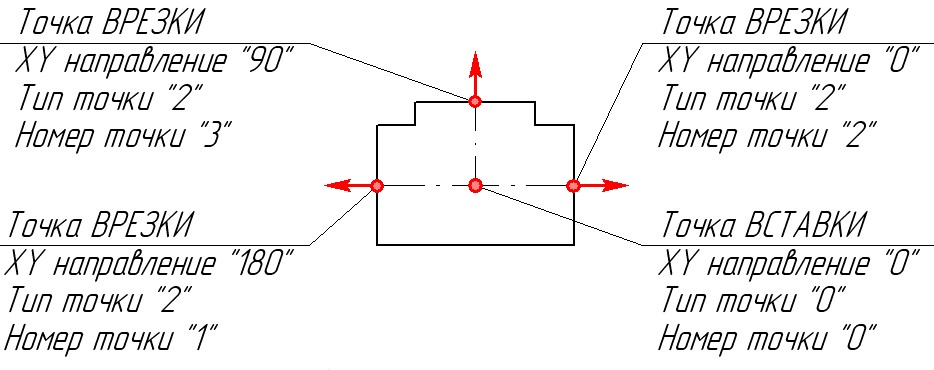 Точка ВРЕЗКИ
XY направление "90"
Тип точки "2"
Номер точки "3"
Точка ВРЕЗКИ
XY направление "0"
Тип точки "2"
Номер точки "2"
Точка ВРЕЗКИ
XY направление "180"
Тип точки "2"
Номер точки "1"
Точка ВСТАВКИ
XY направление "0"
Тип точки "0"
Номер точки "0"